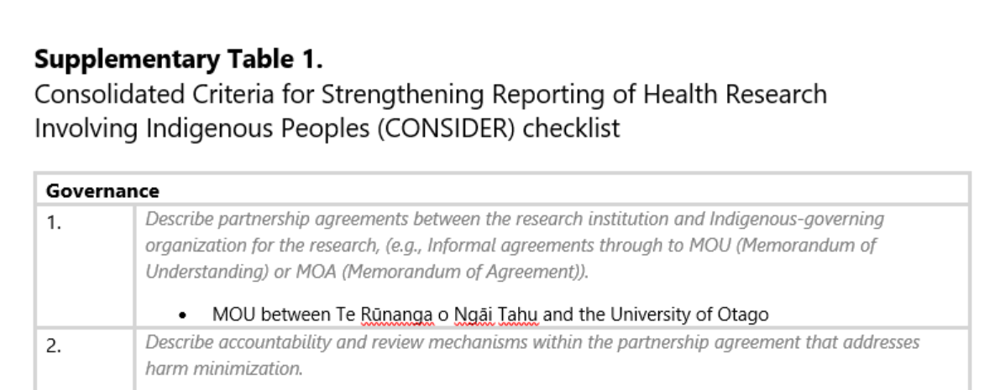 Supplementary Table 1.
Consolidated Criteria for Strengthening Reporting of Health Research
Involving Indigenous Peoples (CONSIDER) checklist
Governance
1.
Describe partnership agreements between the research institution and Indigenous-governing
organization for the research, (e.g., Informal agreements through to MOU (Memorandum of
Understanding) or MOA (Memorandum of Agreement)).
• MOU between Te Rūnanga o Ngāi Tahu and the University of Otago
2.
Describe accountability and review mechanisms within the partnership agreement that addresses
harm minimization.